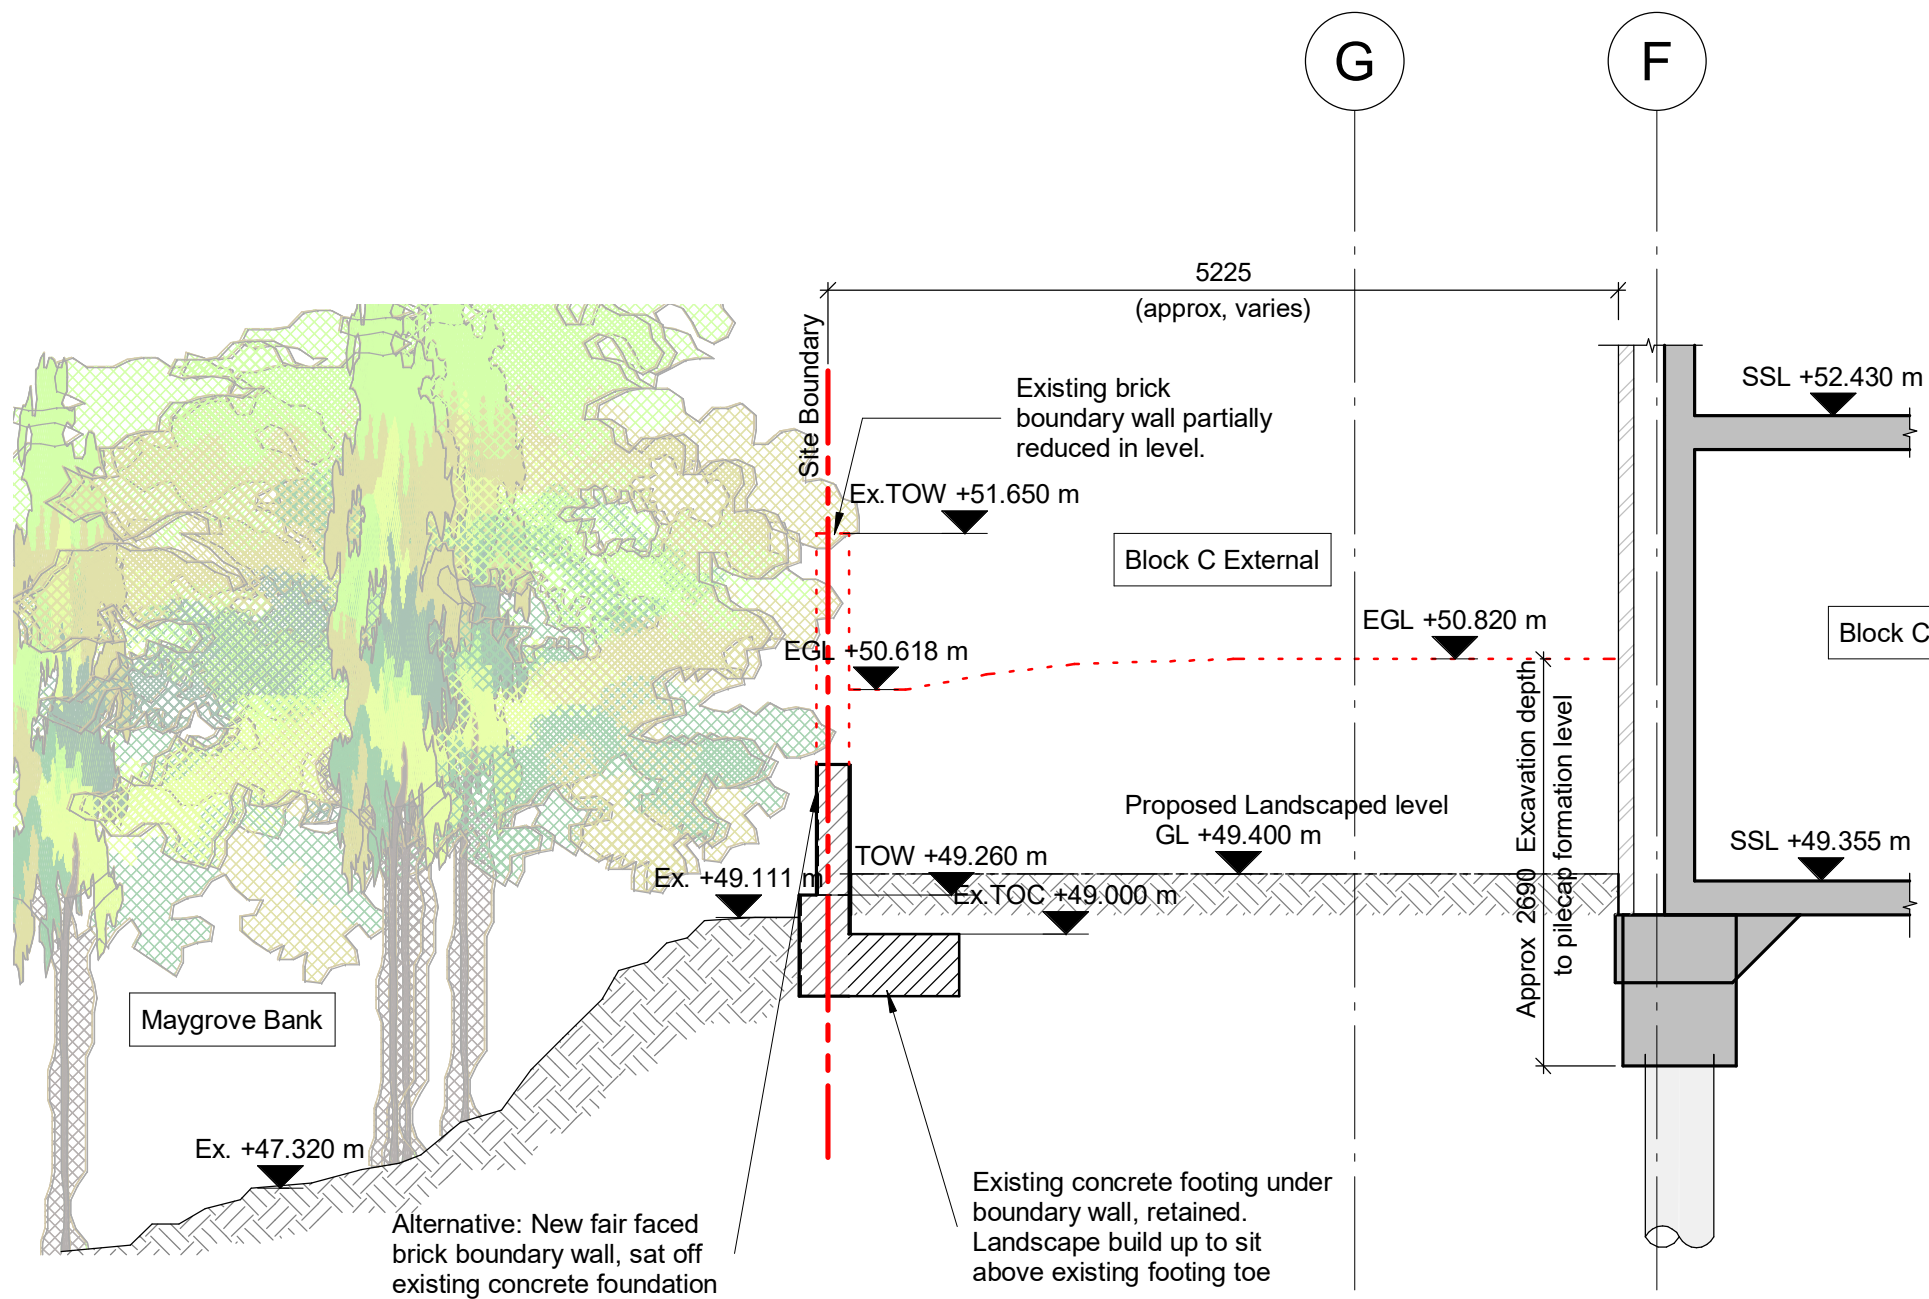 G
F
5225
(approx, varies)
Site Boundary
Existing brick
boundary wall partially
reduced in level.
SSL +52.430 m
Ex.TOW +51.650 m
Block C External
EGL +50.820 m
Block C
EGL +50.618 m
Approx 2690 Excavation depth
to pilecap formation level
Proposed Landscaped level
GL +49.400 m
SSL +49.355 m
TOW +49.260 m
Ex. +49.111 m
Ex.TOC +49.000 m
Maygrove Bank
Ex. +47.320 m
Alternative: New fair faced
brick boundary wall, sat off
existing concrete foundation
Existing concrete footing under
boundary wall, retained.
Landscape build up to sit
above existing footing toe